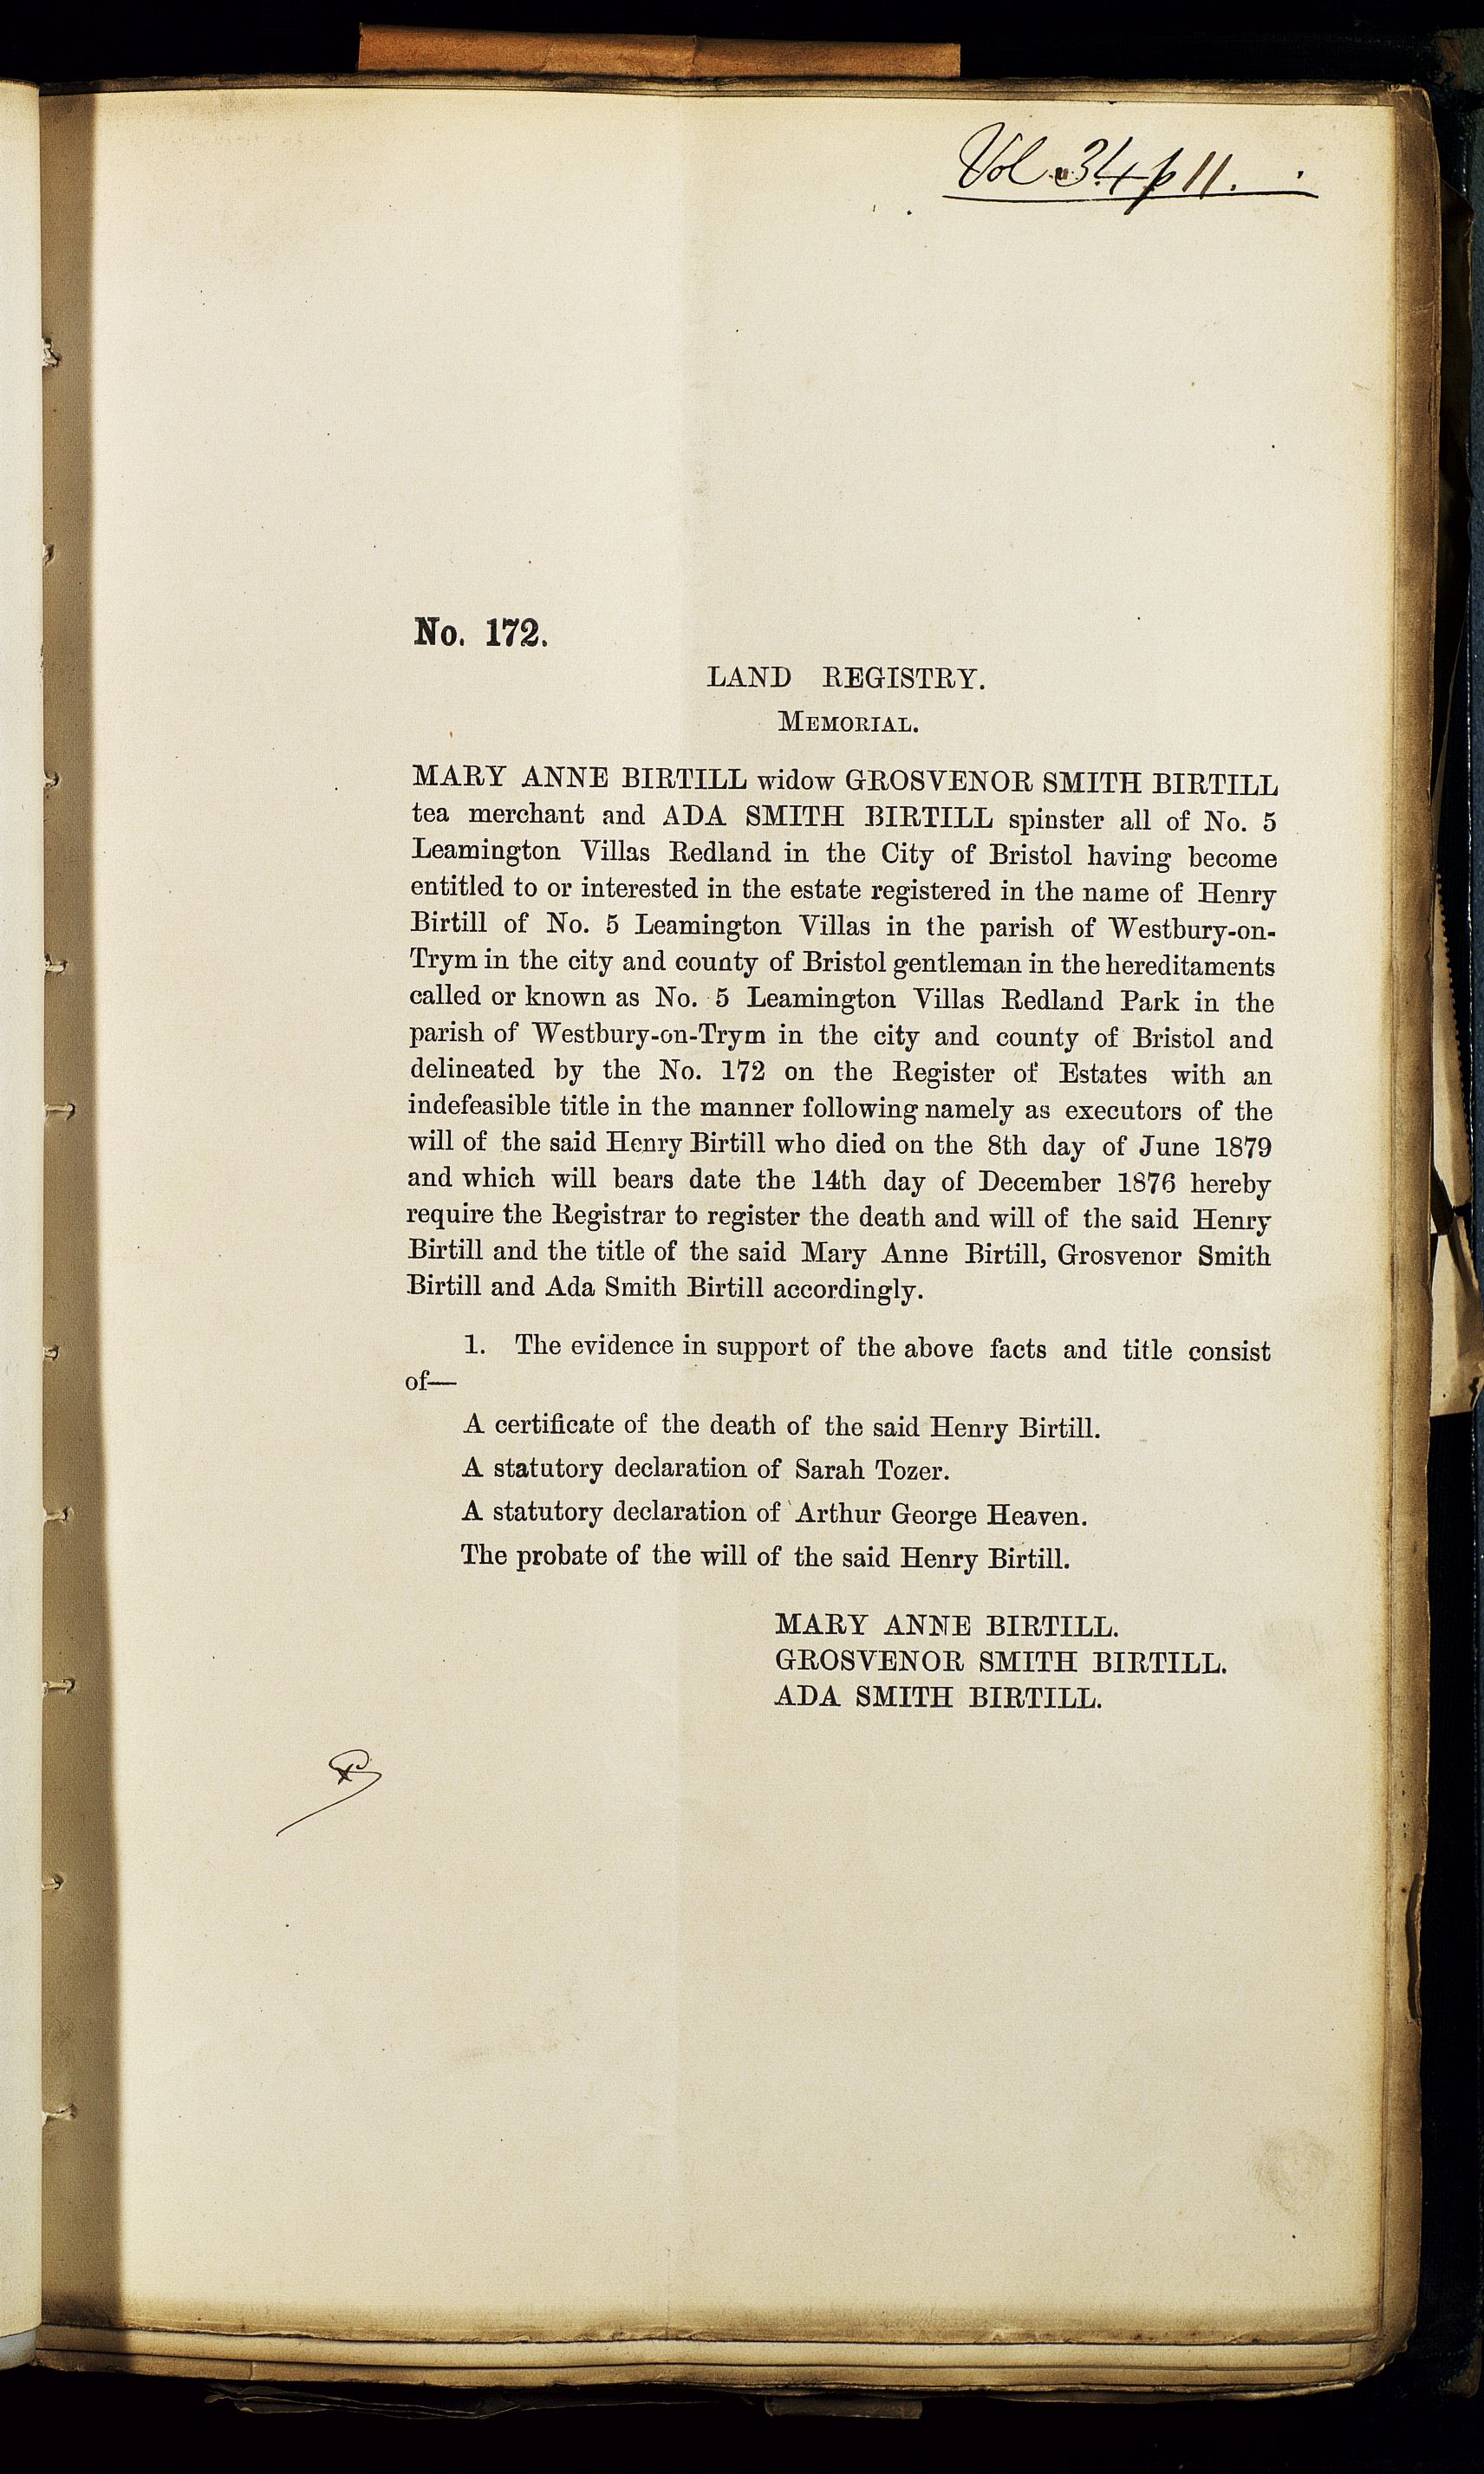 Vol. 34 p 11.
No. 172.
LAND REGISTRY.
MEMORIAL.
MARY ANNE BIRTILL widow GROSVENOR SMITH BIRTILL
tea merchant and ADA SMITH BIRTILL spinster all of No. 5
Leamington Villas Redland in the City of Bristol having become
entitled to or interested in the estate registered in the name of Henry
Birtill of No. 5 Leamington Villas in the parish of Westbury-on-
Trym in the city and county of Bristol gentleman in the hereditaments
called or known as No. 5 Leamington Villas Redland Park in the
parish of Westbury-on-Trym in the city and county of Bristol and
delineated by the No. 172 on the Register of Estates with an
indefeasible title in the manner following namely as executors of the
will of the said Henry Birtill who died on the 8th day of June 1879
and which will bears date the 14th day of December 1876 hereby
require the Registrar to register the death and will of the said Henry
Birtill and the title of the said Mary Anne Birtill, Grosvenor Smith
Birtill and Ada Smith Birtill accordingly.
1. The evidence in support of the above facts and title consist
of—
A certificate of the death of the said Henry Birtill.
A statutory declaration of Sarah Tozer.
A statutory declaration of Arthur George Heaven.
The probate of the will of the said Henry Birtill.
MARY ANNE BIRTILL.
GROSVENOR SMITH BIRTILL.
ADA SMITH BIRTILL.